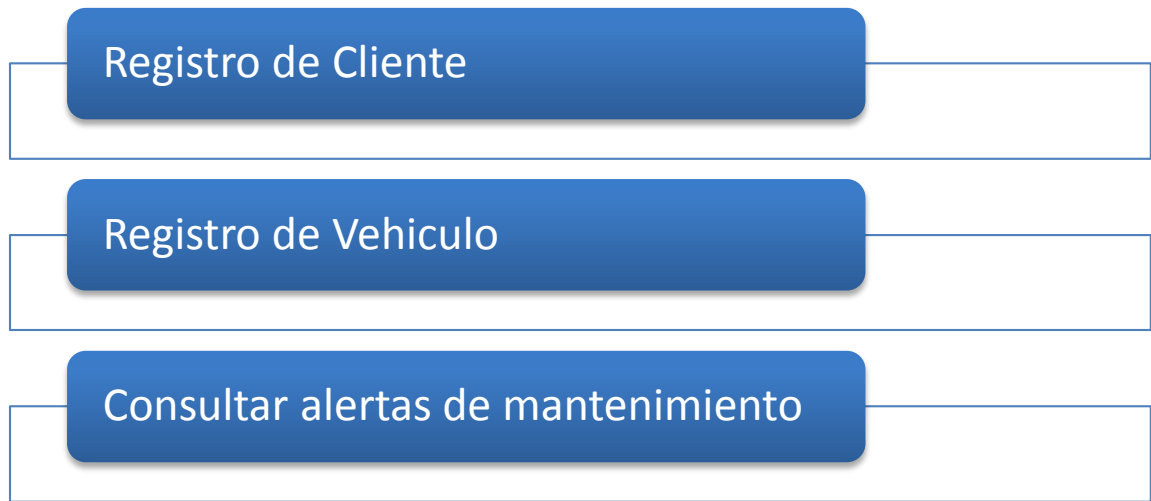 Registro de Cliente
Registro de Vehiculo
Consultar alertas de mantenimiento